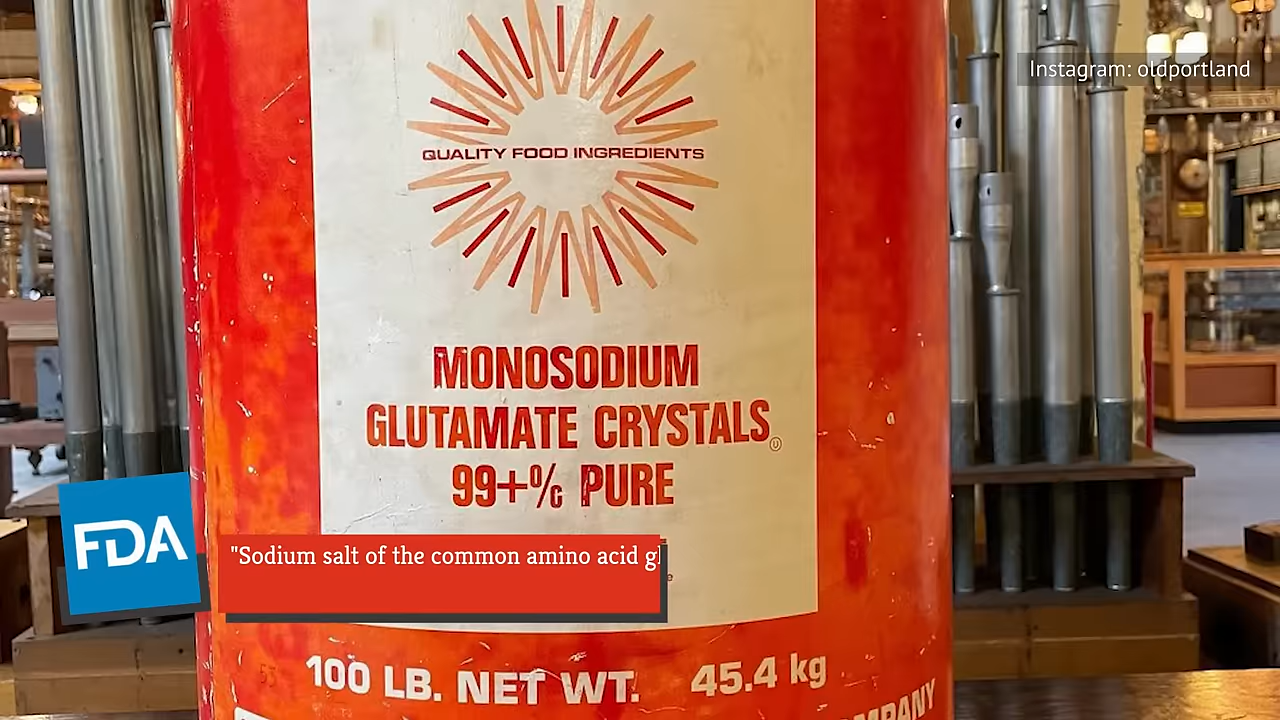 Instagram: oldportland
QUALITY FOOD INGREDIENTS
MONOSODIUM
GLUTAMATE CRYSTALS
99+% PURE
FDA
"Sodium salt of the common amino acid gl
100 LB. NET WT. 45.4 kg